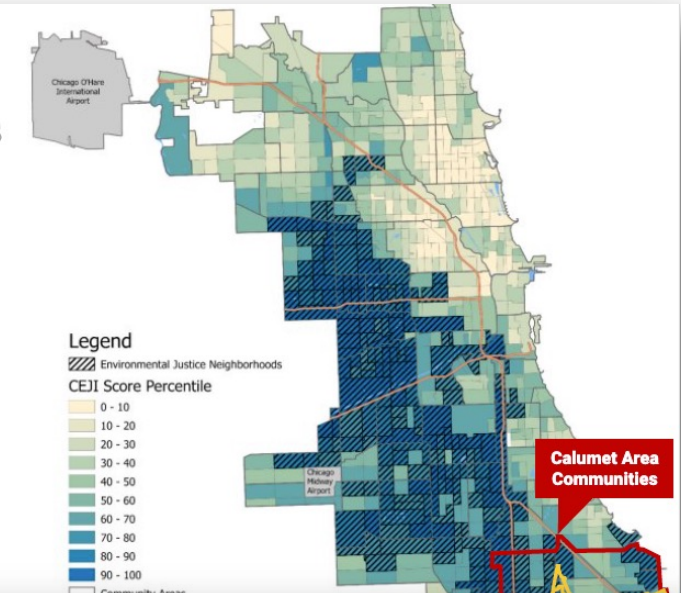 Chicago O'Hare
International
Airport
Legend
Environmental Justice Neighborhoods
CEJI Score Percentile
0 - 10
10 - 20
20 - 30
30 - 40
40 - 50
50 - 60
60 - 70
70 - 80
80 - 90
90 - 100
Chicago
Midway
Airport
Calumet Area
Communities